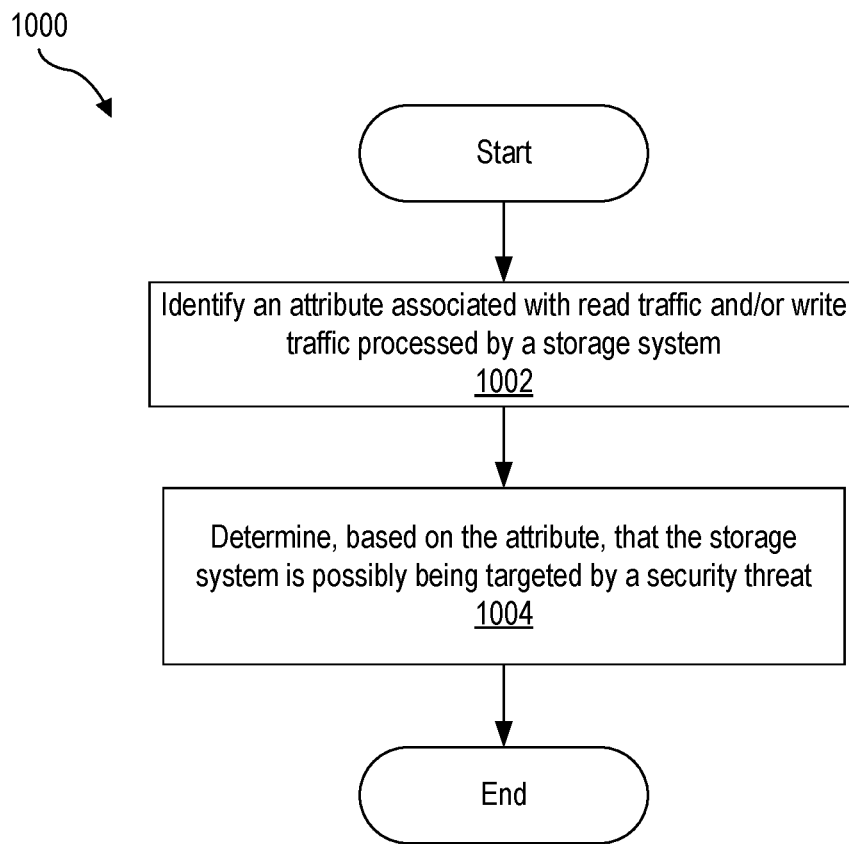 1000
Start
Identify an attribute associated with read traffic and/or write
traffic processed by a storage system
1002
Determine, based on the attribute, that the storage
system is possibly being targeted by a security threat
1004
End